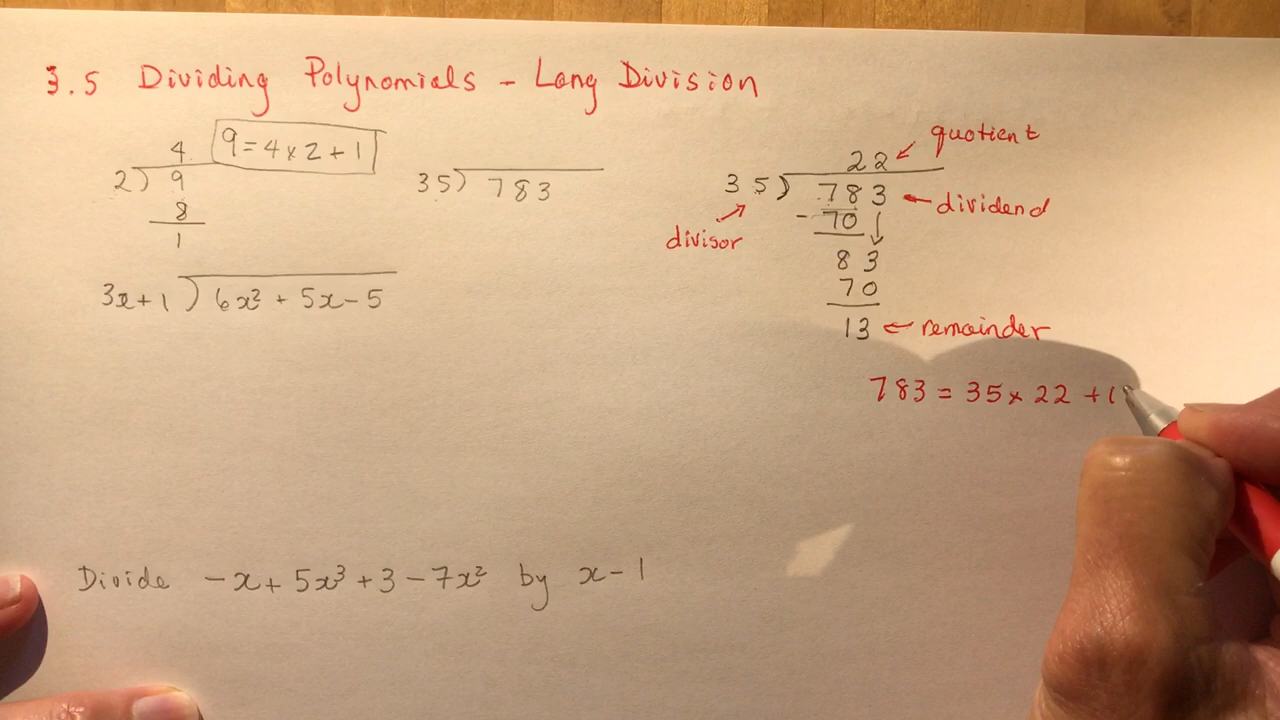 3.5 Dividing Polynomials - Long Division
4
9 = 4 x 2 + 1
2) 9
8
1
35) 783
22 ← quotient
35) 783 ← dividend
divisor
- 70 ↓
83
70
13 ← remainder
783 = 35 x 22 + 1
3x+1 ) 6x² + 5x - 5
Divide -x + 5x³ + 3 - 7x² by x - 1